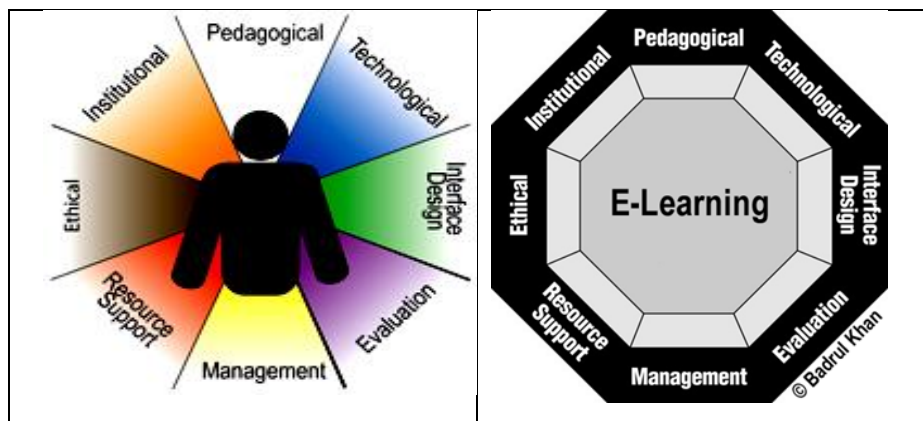 Pedagogical
Technological
Interface
Design
Evaluation
Management
Resource
Support
Ethical
Institutional
Pedagogical
Technological
Interface
Design
Evaluation
Management
Resource
Support
Ethical
Institutional
E-Learning
© Badrul Khan